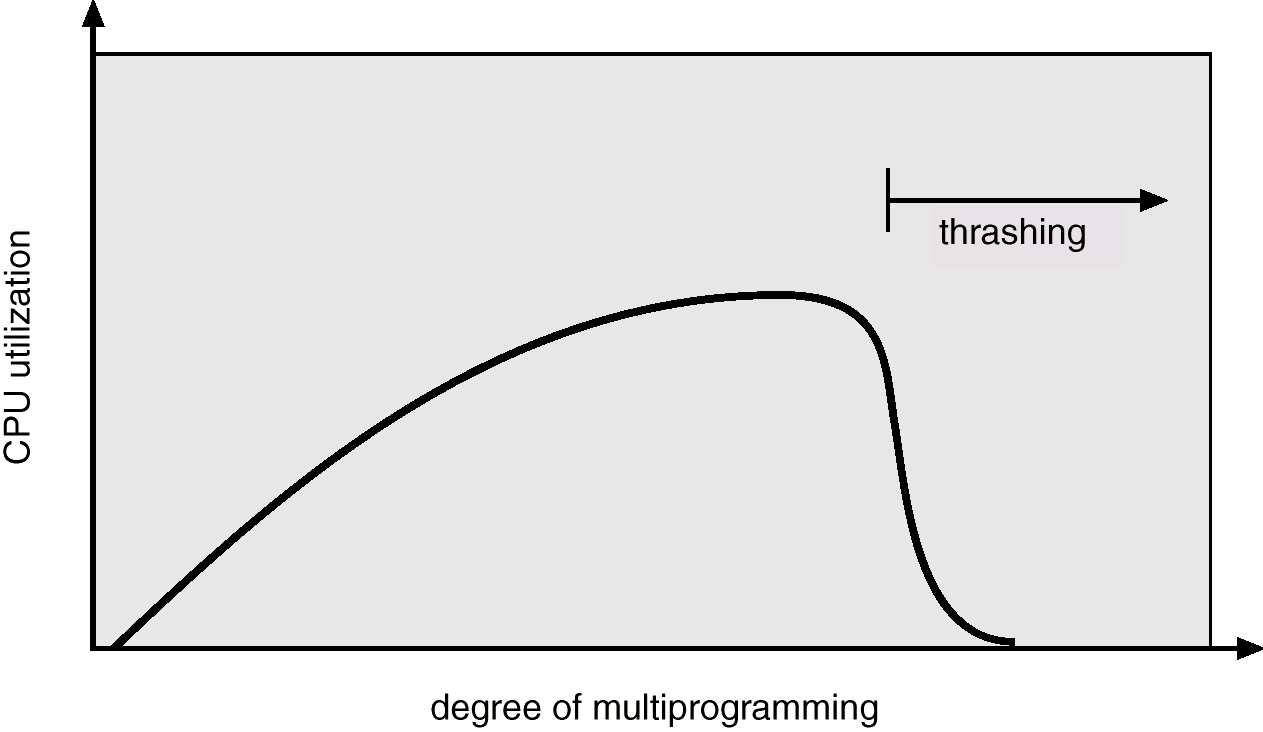 thrashing
CPU utilization
degree of multiprogramming